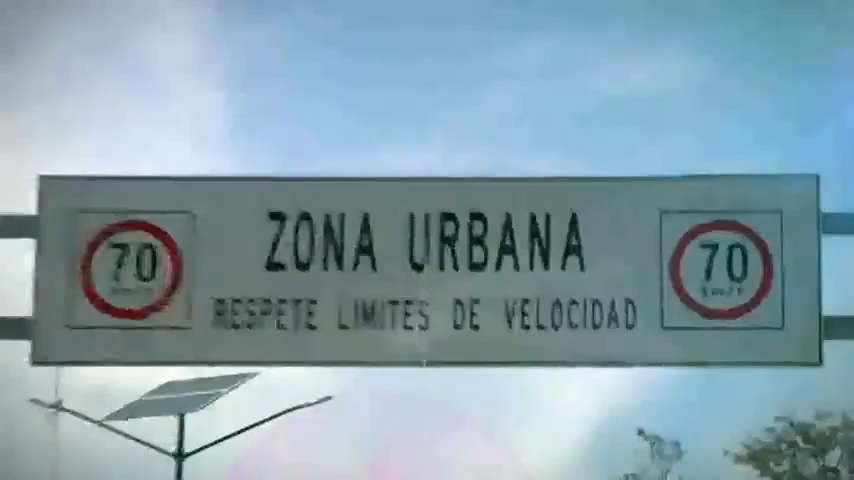 ZONA URBANA
70 70
RESPETE LIMITES DE VELOCIDAD